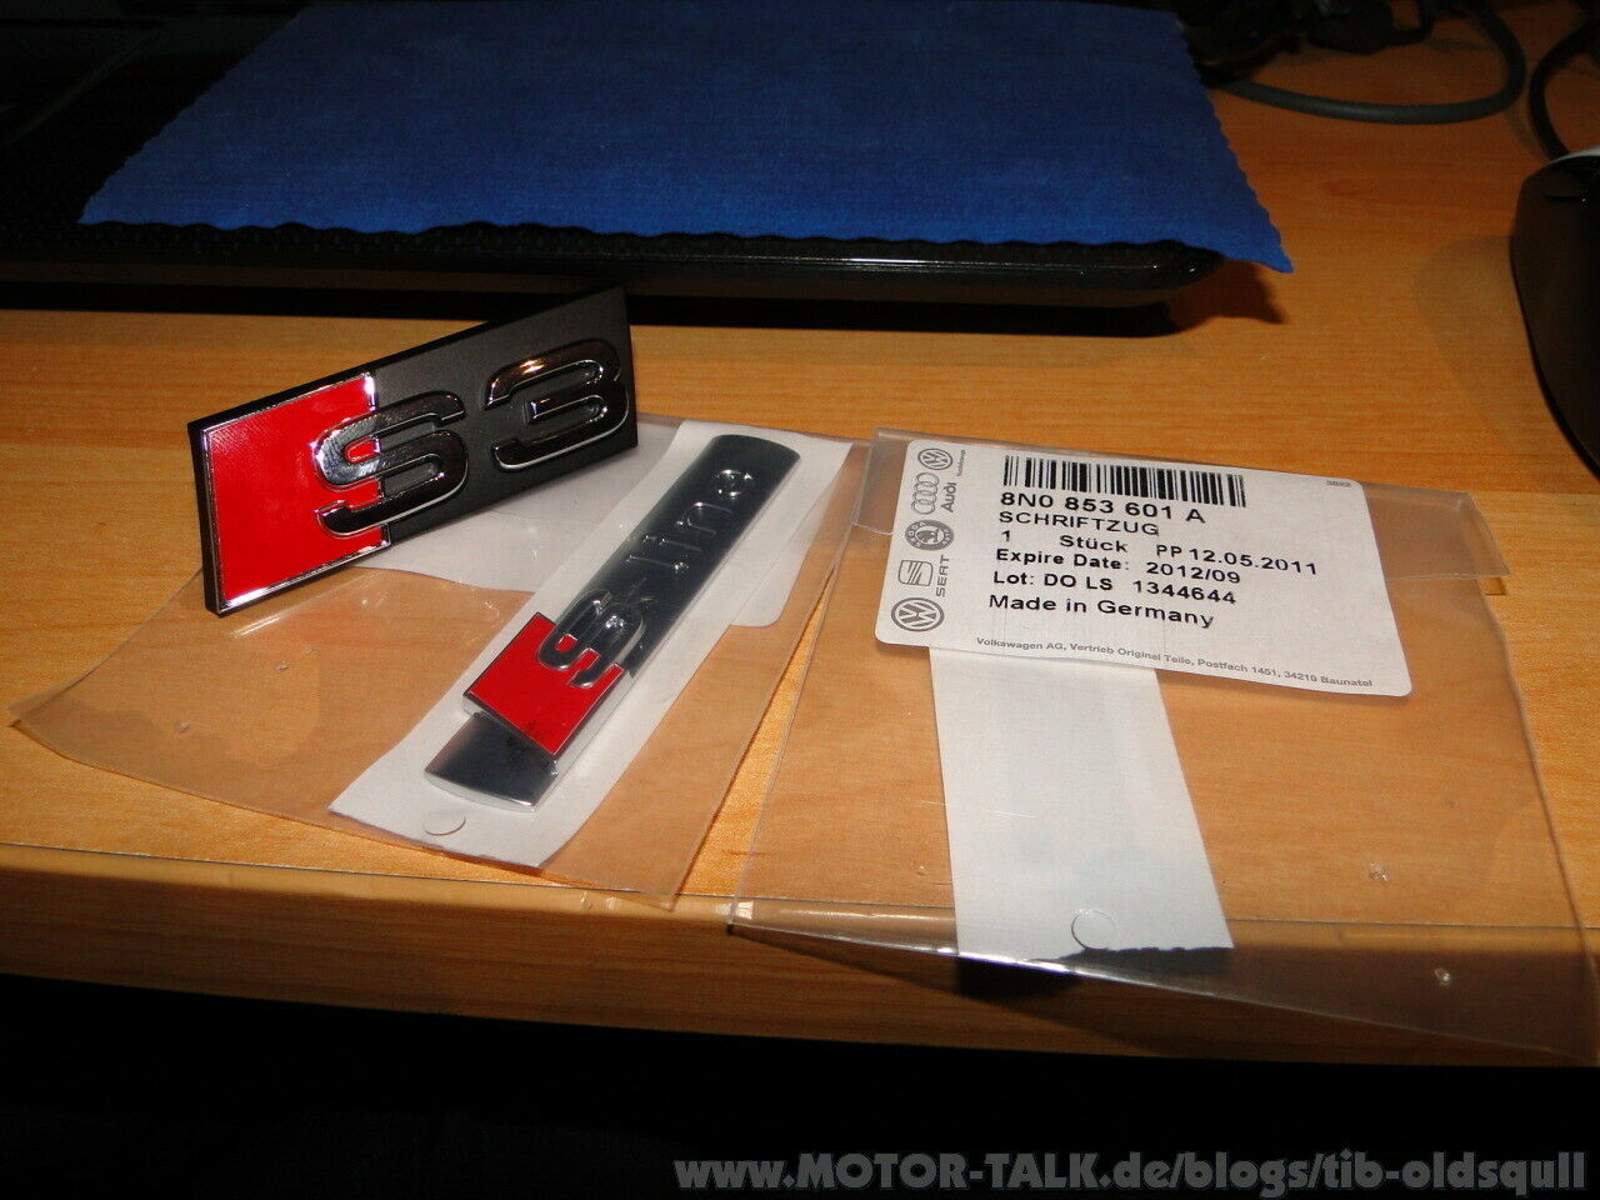 S3
S line
8N0 853 601 A
SCHRIFTZUG
1 Stück PP 12.05.2011
Expire Date: 2012/09
Lot: DO LS 1344644
Made in Germany
Volkswagen AG, Vertrieb Original Teile, Postfach 1451, 34219 Baunatal
Audi
SKODA
SEAT
www.MOTOR-TALK.de/blogs/tib-oldsqull